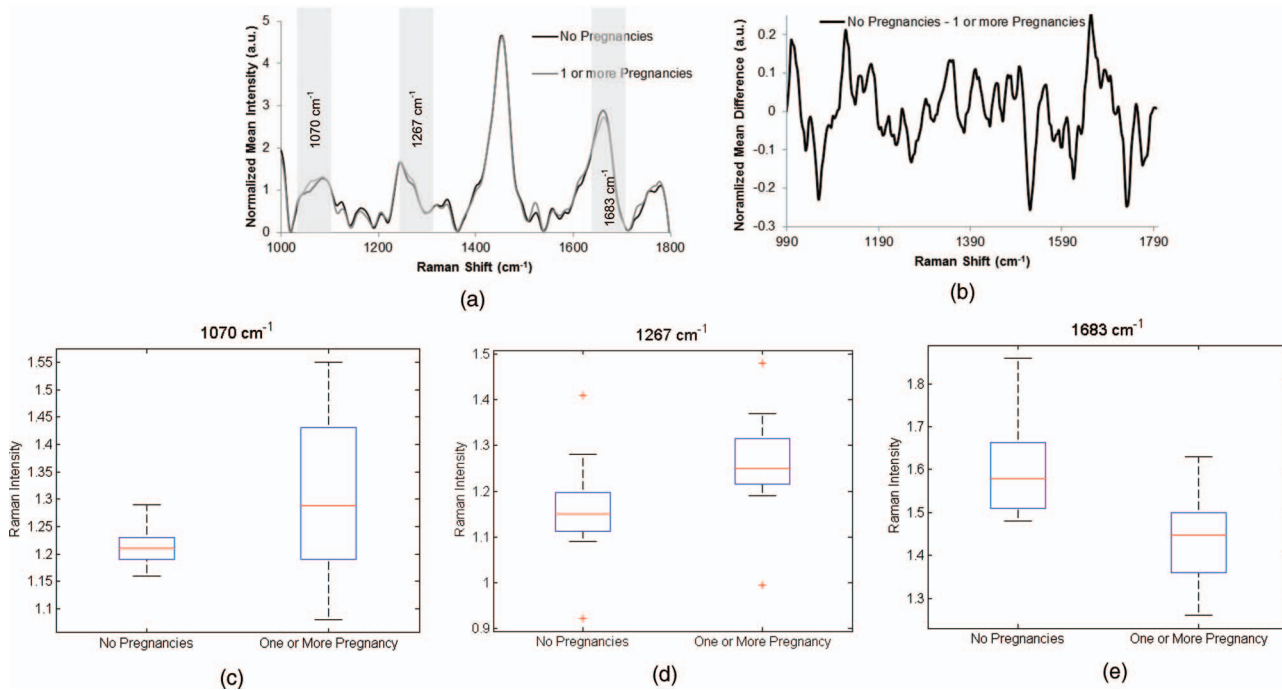 Normalized Mean Intensity (a.u.)
5
4
3
2
1
0
1070 cm⁻¹
1267 cm⁻¹
1683 cm⁻¹
No Pregnancies
1 or more Pregnancies
1000 1200 1400 1600 1800
Raman Shift (cm⁻¹)
(a)
Noramlized Mean Difference (a.u.)
0.2
0.1
0
-0.1
-0.2
-0.3
No Pregnancies - 1 or more Pregnancies
990 1190 1390 1590 1790
Raman Shift (cm⁻¹)
(b)
1070 cm⁻¹
Raman Intensity
1.55
1.5
1.45
1.4
1.35
1.3
1.25
1.2
1.15
1.1
No Pregnancies One or More Pregnancy
(c)
1267 cm⁻¹
Raman Intensity
1.5
1.4
1.3
1.2
1.1
1
0.9
No Pregnancies One or More Pregnancy
(d)
1683 cm⁻¹
Raman Intensity
1.8
1.7
1.6
1.5
1.4
1.3
No Pregnancies One or More Pregnancy
(e)